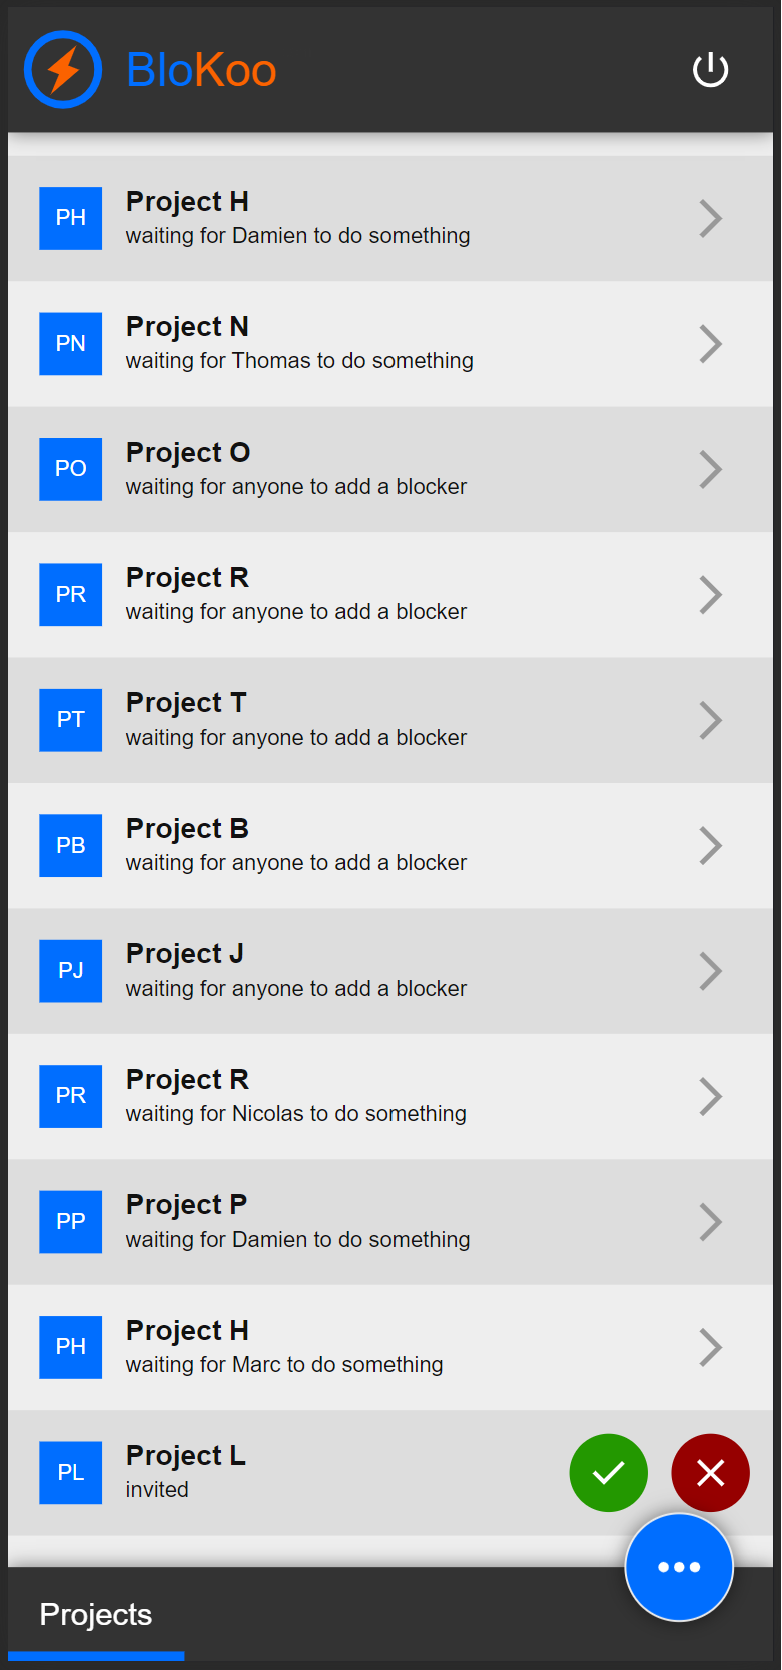 BloKoo
PH
Project H
waiting for Damien to do something
PN
Project N
waiting for Thomas to do something
PO
Project O
waiting for anyone to add a blocker
PR
Project R
waiting for anyone to add a blocker
PT
Project T
waiting for anyone to add a blocker
PB
Project B
waiting for anyone to add a blocker
PJ
Project J
waiting for anyone to add a blocker
PR
Project R
waiting for Nicolas to do something
PP
Project P
waiting for Damien to do something
PH
Project H
waiting for Marc to do something
PL
Project L
invited
Projects